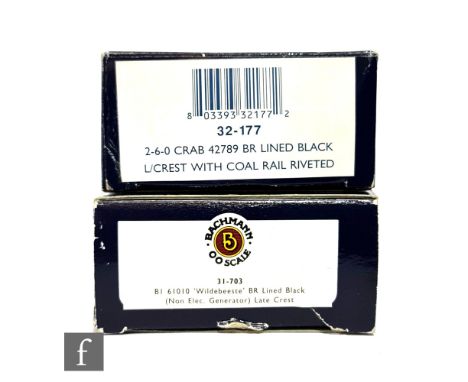 8 03393 32177 2
32-177
2-6-0 CRAB 42789 BR LINED BLACK
L/CREST WITH COAL RAIL RIVETED
BACHMANN
B
OO SCALE
31-703
B1 61010 'Wildebeeste' BR Lined Black
(Non Elec. Generator) Late Crest
f